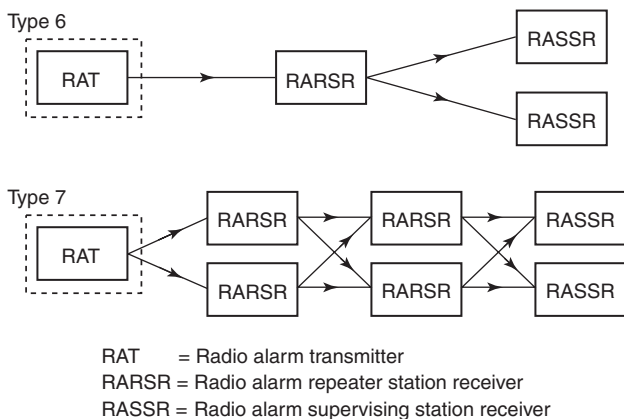 Type 6
RAT
RARSR
RASSR
RASSR
Type 7
RAT
RARSR
RARSR
RASSR
RARSR
RARSR
RASSR
RAT = Radio alarm transmitter
RARSR = Radio alarm repeater station receiver
RASSR = Radio alarm supervising station receiver